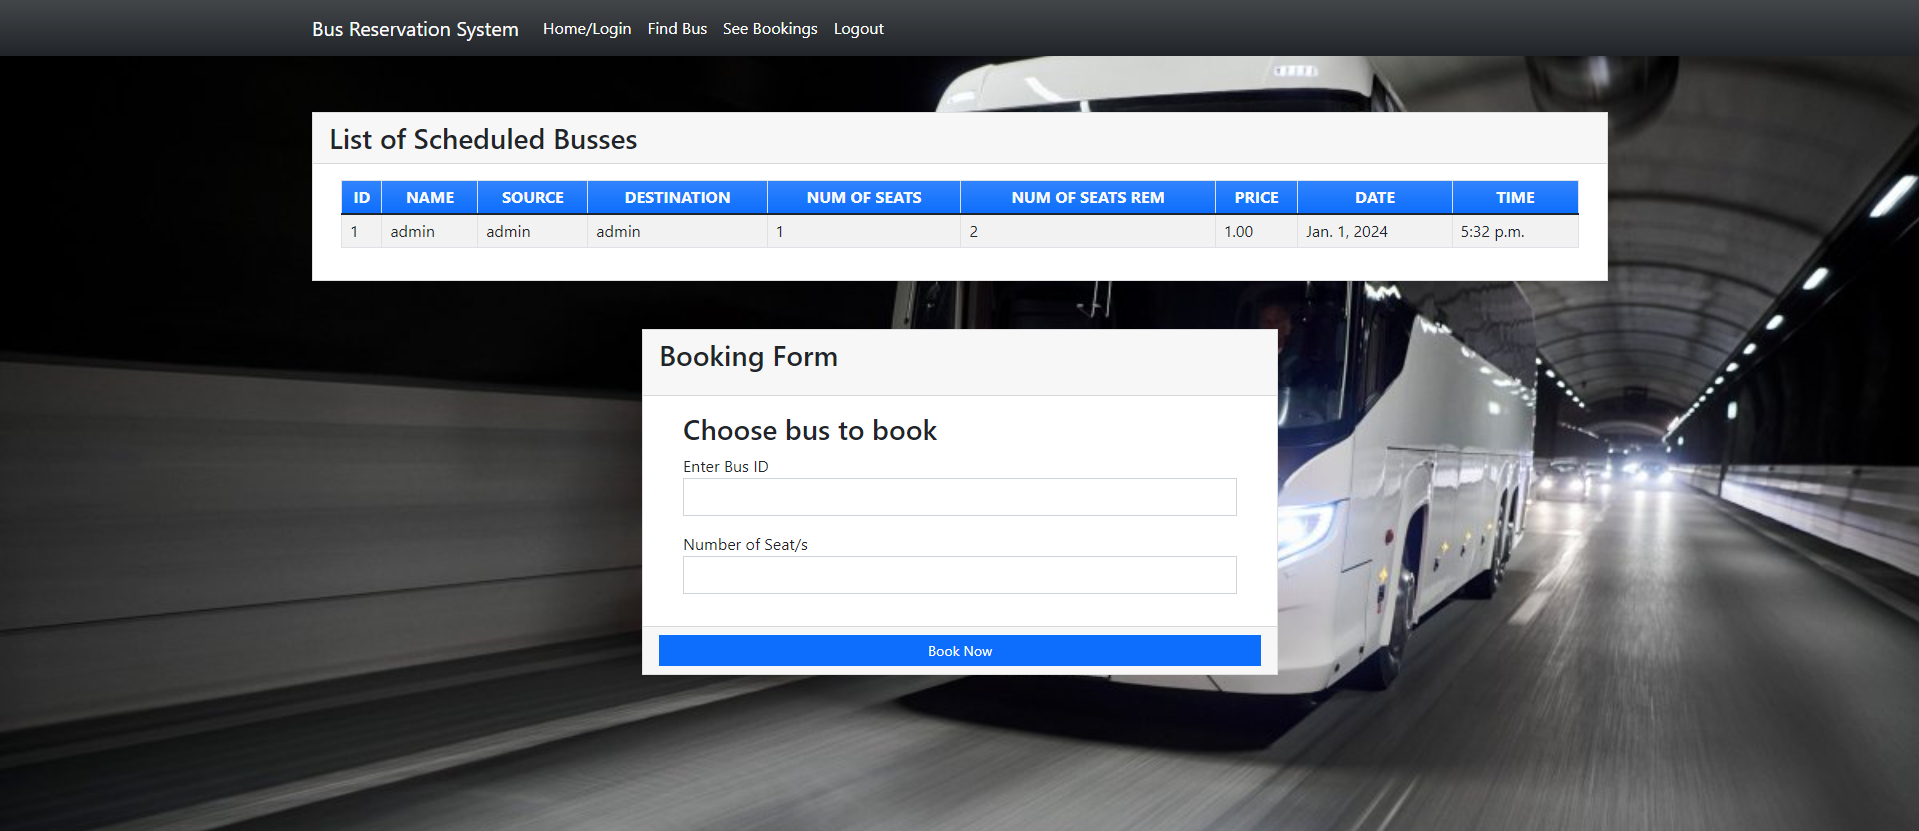 Bus Reservation System Home/Login Find Bus See Bookings Logout
List of Scheduled Busses
ID NAME SOURCE DESTINATION NUM OF SEATS NUM OF SEATS REM PRICE DATE TIME
1 admin admin admin 1 2 1.00 Jan. 1, 2024 5:32 p.m.
Booking Form
Choose bus to book
Enter Bus ID
Number of Seat/s
Book Now